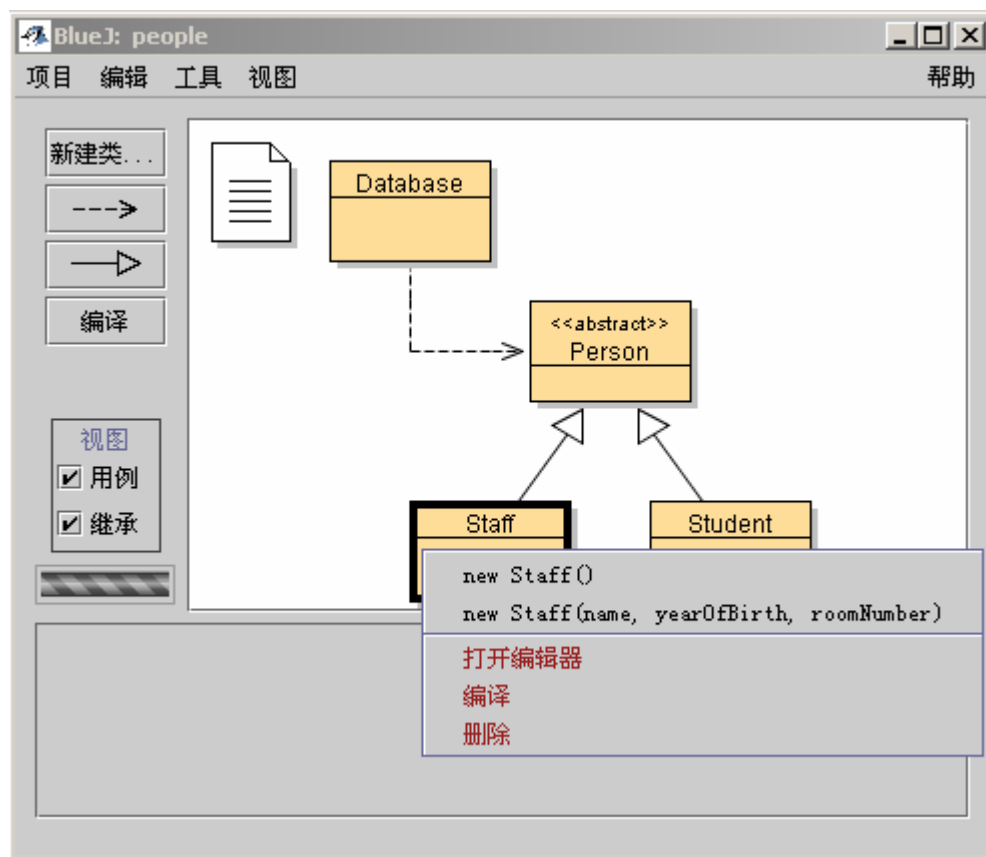 BlueJ: people
项目 编辑 工具 视图 帮助
新建类...
编译
视图
用例
继承
Database
<<abstract>>
Person
Staff
Student
new Staff()
new Staff(name, yearOfBirth, roomNumber)
打开编辑器
编译
删除